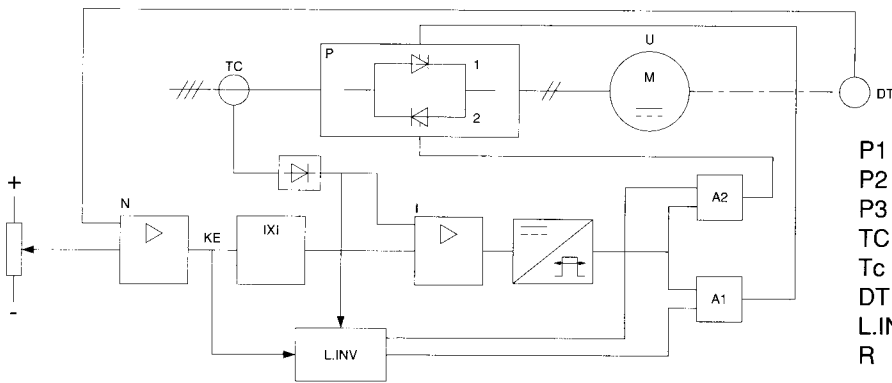 U
P
TC
1
M
2
DT
P1
P2
P3
TC
Tc
DT
R
+
N
KE
IXI
I
A2
A1
L.INV
-